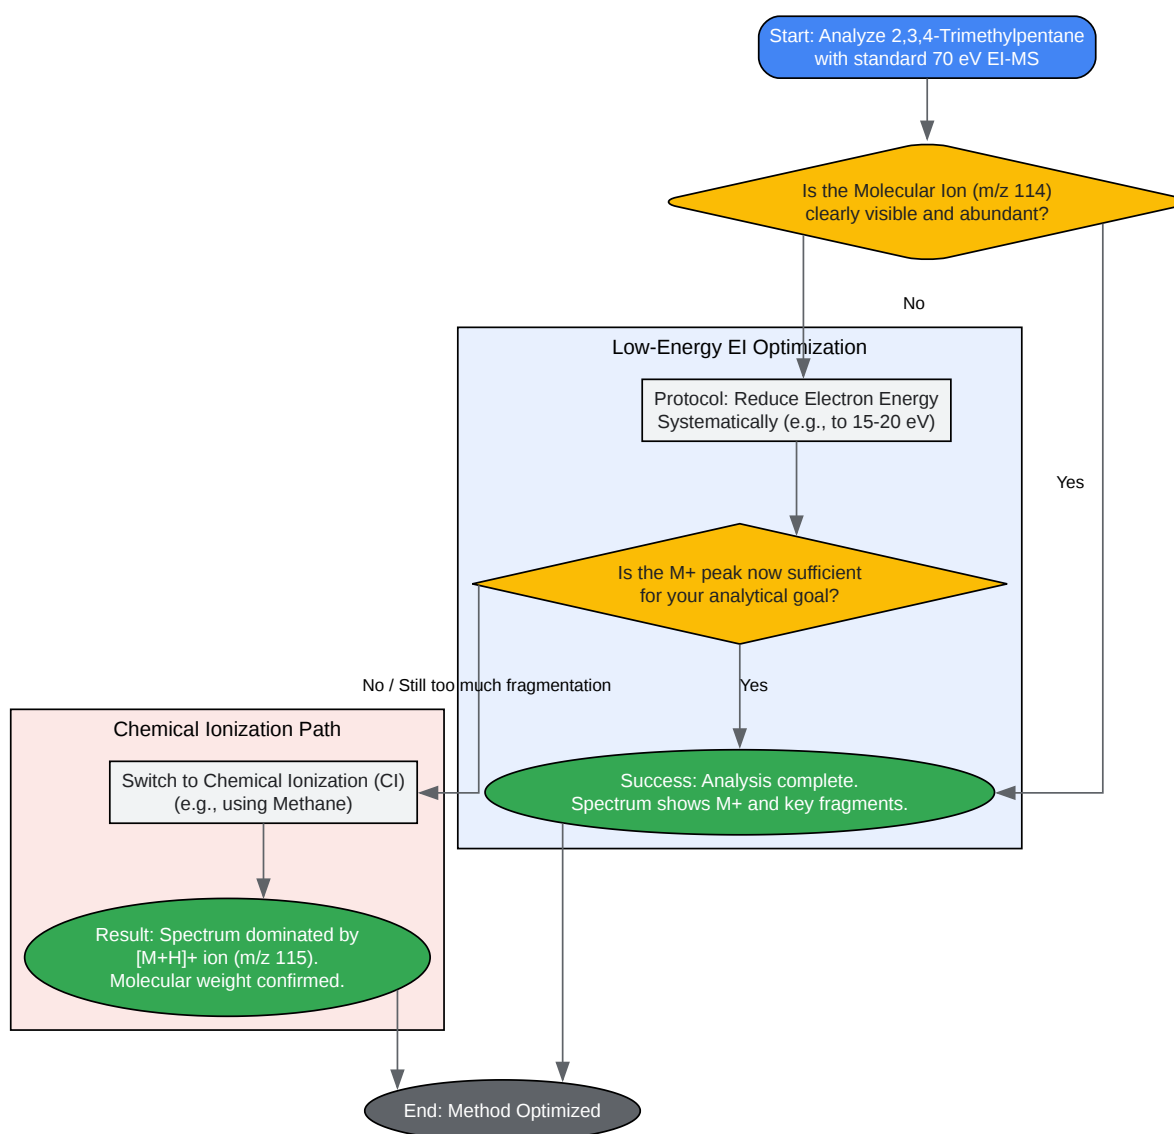 Start: Analyze 2,3,4-Trimethylpentane
with standard 70 eV EI-MS
Is the Molecular Ion (m/z 114)
clearly visible and abundant?
No
Low-Energy EI Optimization
Protocol: Reduce Electron Energy
Systematically (e.g., to 15-20 eV)
Yes
Is the M+ peak now sufficient
for your analytical goal?
No / Still too much fragmentation
Yes
Chemical Ionization Path
Switch to Chemical Ionization (CI)
(e.g., using Methane)
Success: Analysis complete.
Spectrum shows M+ and key fragments.
Result: Spectrum dominated by
[M+H]+ ion (m/z 115).
Molecular weight confirmed.
End: Method Optimized